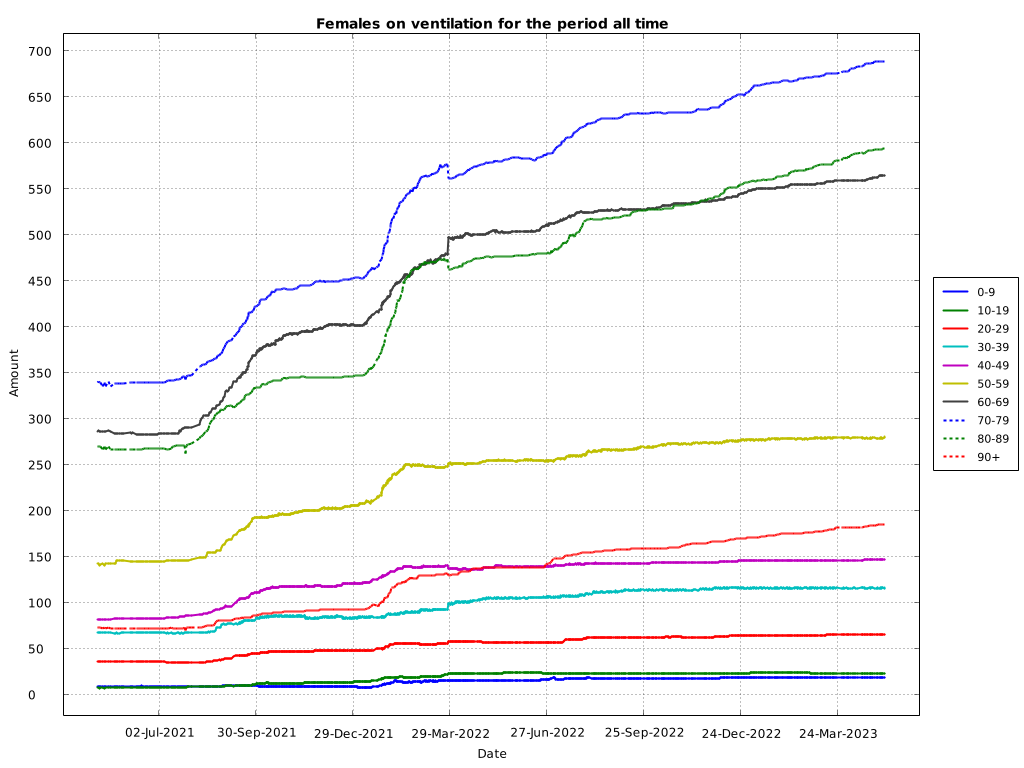 Females on ventilation for the period all time
700
650
600
550
500
450
400
350
300
250
200
150
100
50
0
Amount
02-Jul-2021
30-Sep-2021
29-Dec-2021
29-Mar-2022
27-Jun-2022
25-Sep-2022
24-Dec-2022
24-Mar-2023
Date
0-9
10-19
20-29
30-39
40-49
50-59
60-69
70-79
80-89
90+